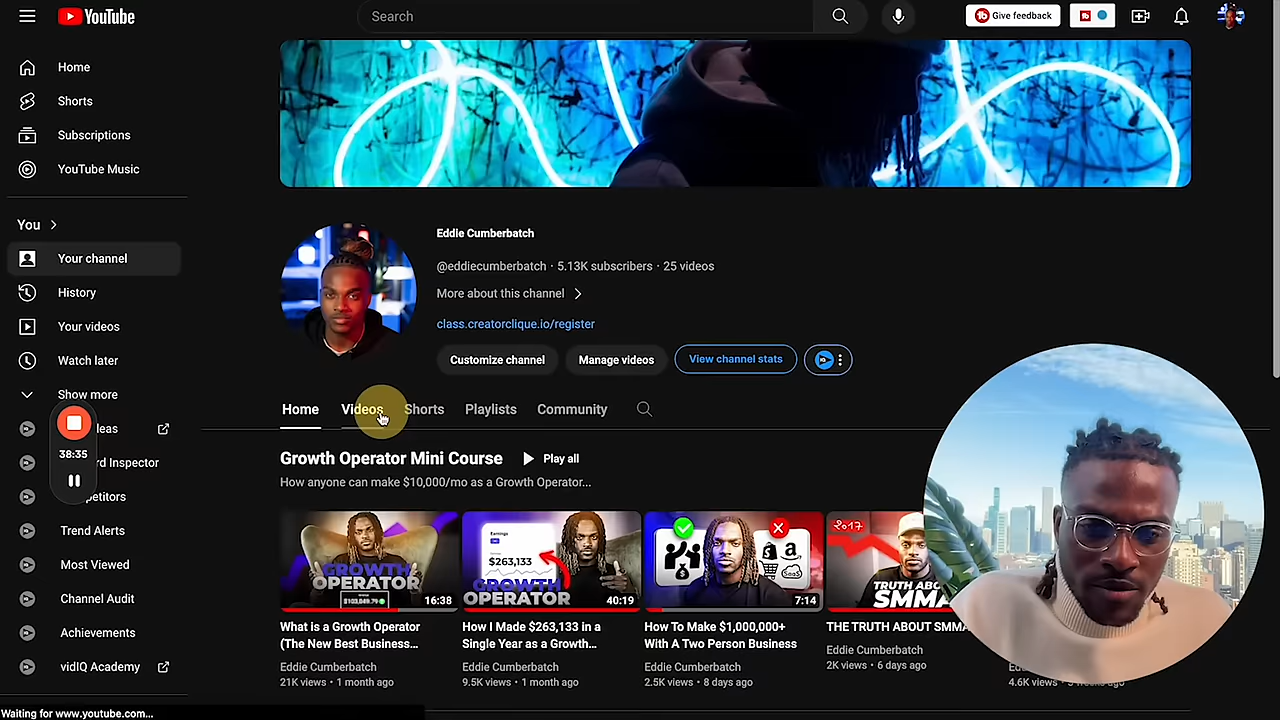 YouTube
Search
Give feedback
Home
Shorts
Subscriptions
YouTube Music
You
Your channel
History
Your videos
Watch later
Show more
eas
38:35
rd Inspector
petitors
Trend Alerts
Most Viewed
Channel Audit
Achievements
vidIQ Academy
Waiting for www.youtube.com...
Eddie Cumberbatch
@eddiecumberbatch · 5.13K subscribers · 25 videos
More about this channel
class.creatorclique.io/register
Customize channel
Manage videos
View channel stats
Home Videos Shorts Playlists Community
Growth Operator Mini Course
Play all
How anyone can make $10,000/mo as a Growth Operator...
GROWTH
OPERATOR
16:38
What is a Growth Operator
(The New Best Business...
Eddie Cumberbatch
21K views • 1 month ago
Earnings
$263,133
GROWTH
OPERATOR
40:19
How I Made $263,133 in a
Single Year as a Growth...
Eddie Cumberbatch
9.5K views • 1 month ago
a
SaaS
7:14
How To Make $1,000,000+
With A Two Person Business
Eddie Cumberbatch
2.5K views • 8 days ago
2017
TRUTH ABO
SMMA
THE TRUTH ABOUT SMMA
Eddie Cumberbatch
2K views • 6 days ago
4.6K views